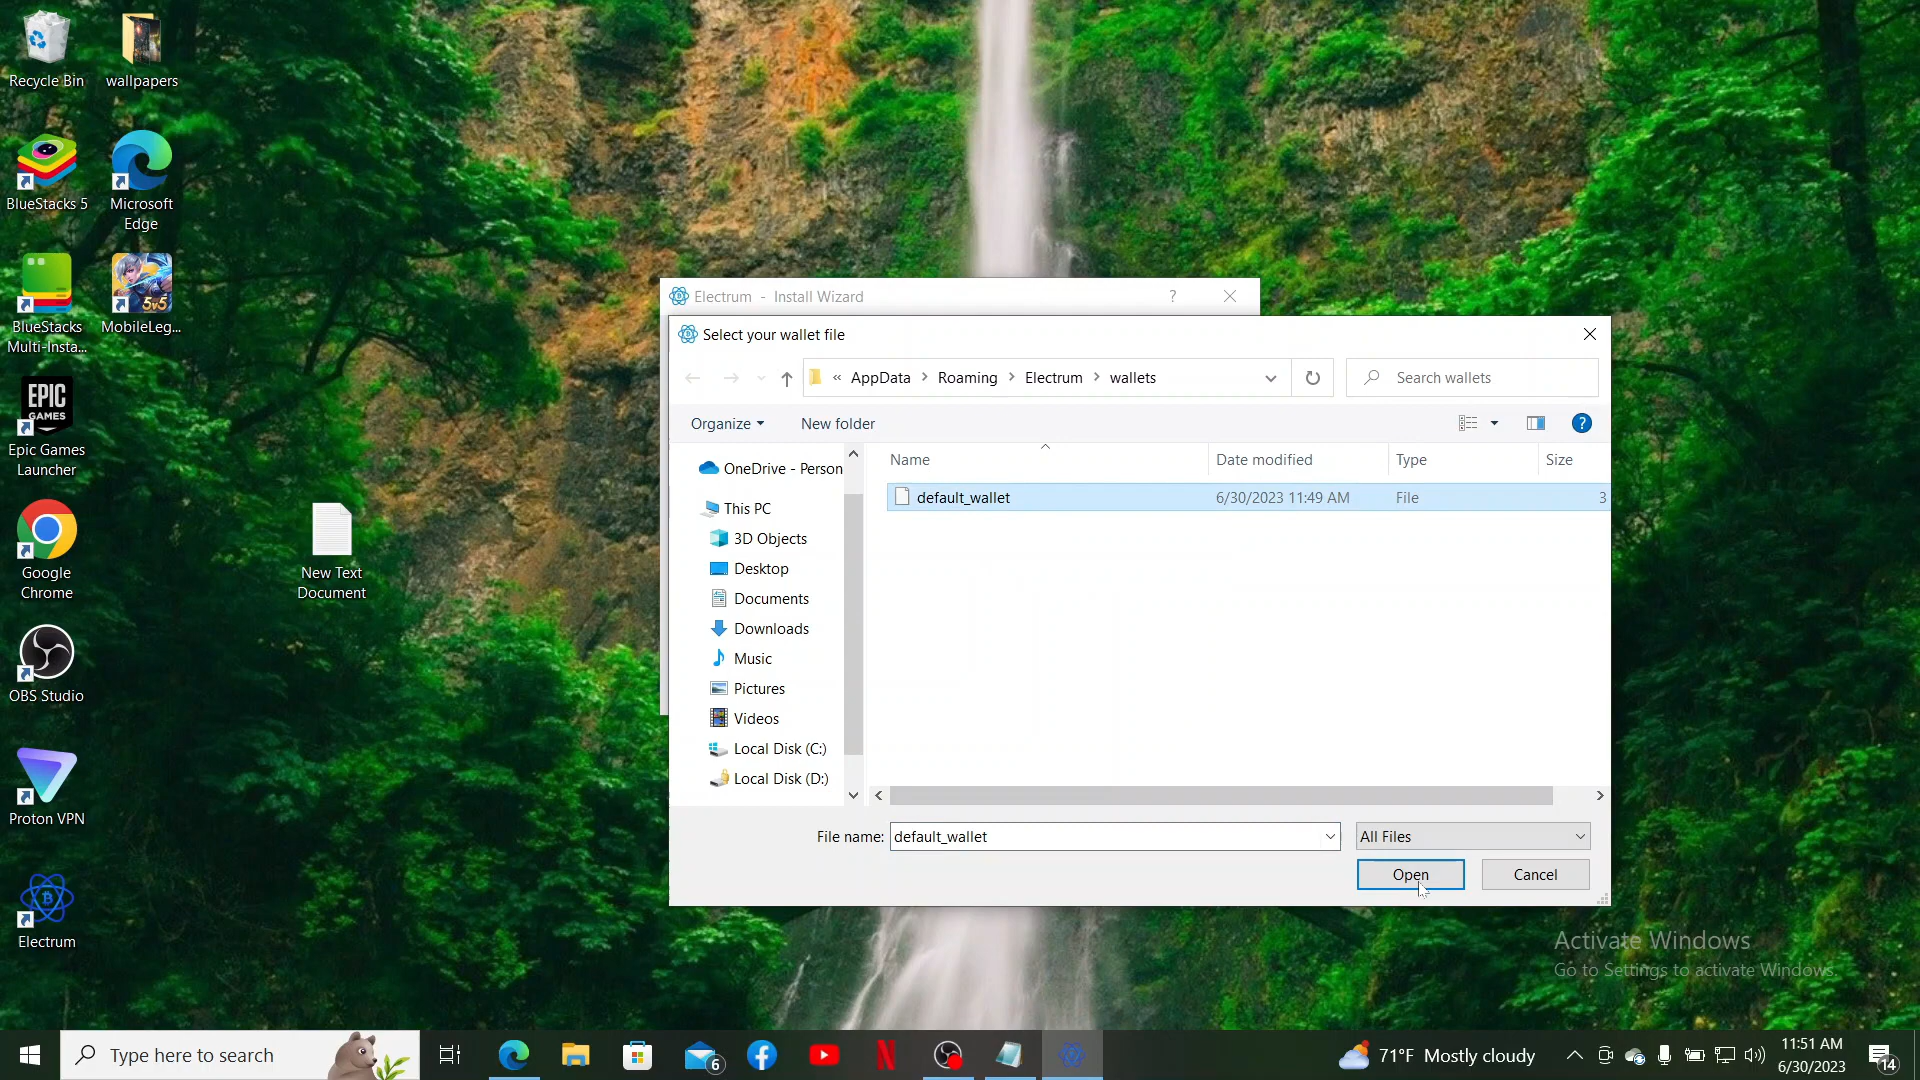 Recycle Bin
wallpapers
BlueStacks 5
Microsoft
Edge
BlueStacks
Multi-Insta...
5v5
MobileLeg...
EPIC
GAMES
Epic Games
Launcher
Google
Chrome
New Text
Document
OBS Studio
Proton VPN
Electrum
Electrum - Install Wizard
?
Select your wallet file
« AppData > Roaming > Electrum > wallets
Search wallets
Organize
New folder
?
Name
Date modified
Type
Size
default_wallet
6/30/2023 11:49 AM
File
3
OneDrive - Person
This PC
3D Objects
Desktop
Documents
Downloads
Music
Pictures
Videos
Local Disk (C:)
Local Disk (D:)
File name:
default_wallet
All Files
Open
Cancel
Activate Windows
Go to Settings to activate Windows.
Type here to search
6
71°F Mostly cloudy
11:51 AM
6/30/2023
14